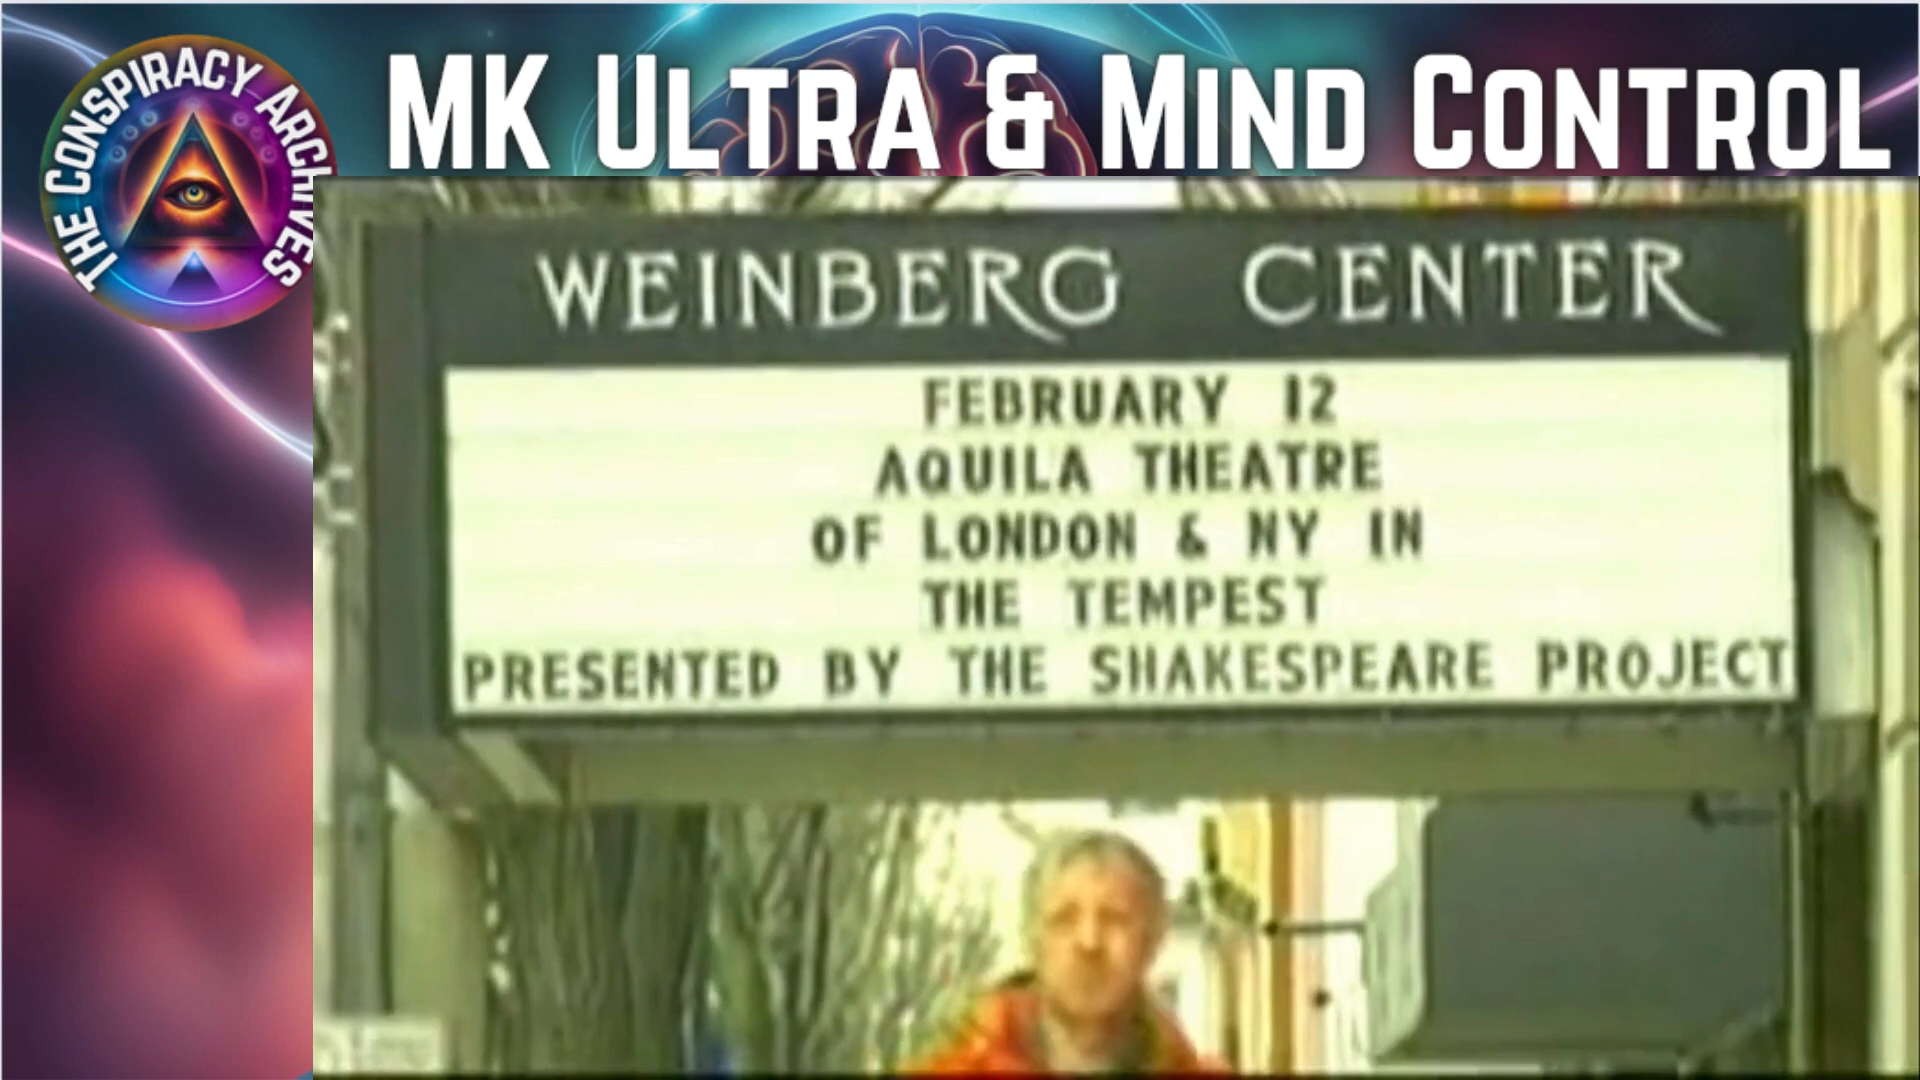 THE CONSPIRACY ARCHIVES
MK ULTRA & MIND CONTROL
WEINBERG CENTER
FEBRUARY 12
AQUILA THEATRE
OF LONDON & NY IN
THE TEMPEST
PRESENTED BY THE SHAKESPEARE PROJECT